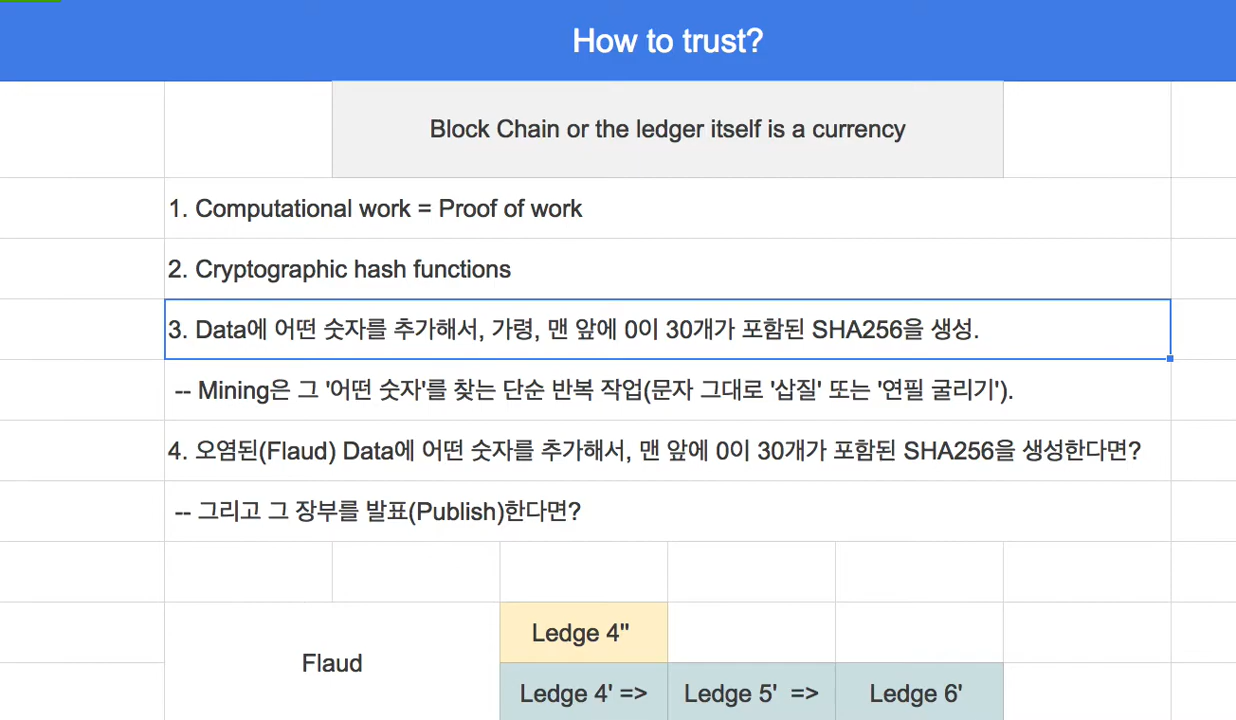 How to trust?
Block Chain or the ledger itself is a currency
1. Computational work = Proof of work
2. Cryptographic hash functions
3. Data에 어떤 숫자를 추가해서, 가령, 맨 앞에 0이 30개가 포함된 SHA256을 생성.
-- Mining은 그 '어떤 숫자'를 찾는 단순 반복 작업(문자 그대로 '삽질' 또는 '연필 굴리기').
4. 오염된(Flaud) Data에 어떤 숫자를 추가해서, 맨 앞에 0이 30개가 포함된 SHA256을 생성한다면?
-- 그리고 그 장부를 발표(Publish)한다면?
Ledge 4"
Flaud
Ledge 4' => Ledge 5' => Ledge 6'